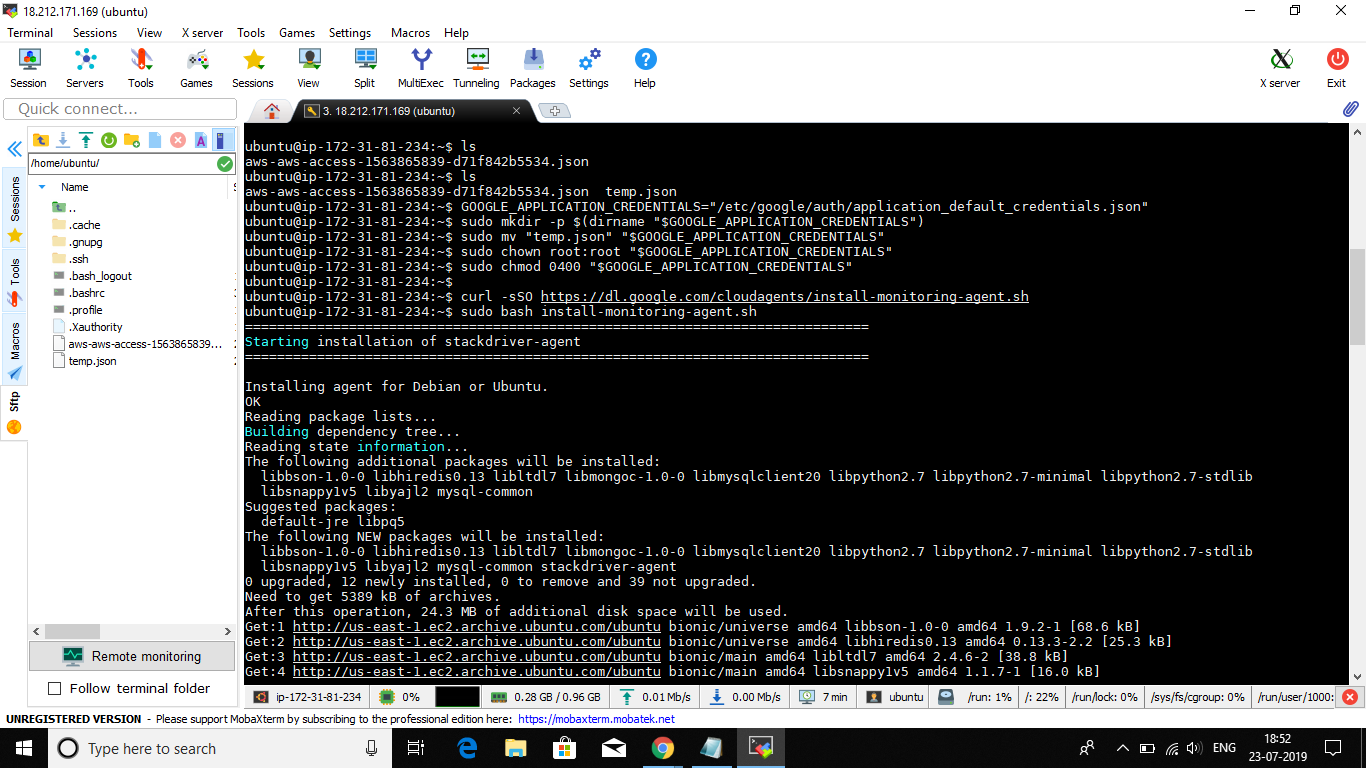 18.212.171.169 (ubuntu)
Terminal Sessions View X server Tools Games Settings Macros Help
Session Servers Tools Games Sessions View Split MultiExec Tunneling Packages Settings Help X server Exit
Quick connect...
3. 18.212.171.169 (ubuntu)
/home/ubuntu/
Name
..
.cache
.gnupg
.ssh
.bash_logout
.bashrc
.profile
.Xauthority
aws-aws-access-1563865839...
temp.json
Sessions
Tools
Macros
Sftp
Remote monitoring
Follow terminal folder
ubuntu@ip-172-31-81-234:~$ ls
aws-aws-access-1563865839-d71f842b5534.json
ubuntu@ip-172-31-81-234:~$ ls
aws-aws-access-1563865839-d71f842b5534.json  temp.json
ubuntu@ip-172-31-81-234:~$ GOOGLE_APPLICATION_CREDENTIALS="/etc/google/auth/application_default_credentials.json"
ubuntu@ip-172-31-81-234:~$ sudo mkdir -p $(dirname "$GOOGLE_APPLICATION_CREDENTIALS")
ubuntu@ip-172-31-81-234:~$ sudo mv "temp.json" "$GOOGLE_APPLICATION_CREDENTIALS"
ubuntu@ip-172-31-81-234:~$ sudo chown root:root "$GOOGLE_APPLICATION_CREDENTIALS"
ubuntu@ip-172-31-81-234:~$ sudo chmod 0400 "$GOOGLE_APPLICATION_CREDENTIALS"
ubuntu@ip-172-31-81-234:~$
ubuntu@ip-172-31-81-234:~$ curl -sSO https://dl.google.com/cloudagents/install-monitoring-agent.sh
ubuntu@ip-172-31-81-234:~$ sudo bash install-monitoring-agent.sh
==============================================================================
Starting installation of stackdriver-agent
==============================================================================
Installing agent for Debian or Ubuntu.
OK
Reading package lists...
Building dependency tree...
Reading state information...
The following additional packages will be installed:
  libbson-1.0-0 libhiredis0.13 libltdl7 libmongoc-1.0-0 libmysqlclient20 libpython2.7 libpython2.7-minimal libpython2.7-stdlib
  libsnappy1v5 libyajl2 mysql-common
Suggested packages:
  default-jre libpq5
The following NEW packages will be installed:
  libbson-1.0-0 libhiredis0.13 libltdl7 libmongoc-1.0-0 libmysqlclient20 libpython2.7 libpython2.7-minimal libpython2.7-stdlib
  libsnappy1v5 libyajl2 mysql-common stackdriver-agent
0 upgraded, 12 newly installed, 0 to remove and 39 not upgraded.
Need to get 5389 kB of archives.
After this operation, 24.3 MB of additional disk space will be used.
Get:1 http://us-east-1.ec2.archive.ubuntu.com/ubuntu bionic/universe amd64 libbson-1.0-0 amd64 1.9.2-1 [68.6 kB]
Get:2 http://us-east-1.ec2.archive.ubuntu.com/ubuntu bionic/universe amd64 libhiredis0.13 amd64 0.13.3-2.2 [25.3 kB]
Get:3 http://us-east-1.ec2.archive.ubuntu.com/ubuntu bionic/main amd64 libltdl7 amd64 2.4.6-2 [38.8 kB]
Get:4 http://us-east-1.ec2.archive.ubuntu.com/ubuntu bionic/main amd64 libsnappy1v5 amd64 1.1.7-1 [16.0 kB]
ip-172-31-81-234 0% 0.28 GB / 0.96 GB 0.01 Mb/s 0.00 Mb/s 7 min ubuntu /run: 1% /: 22% /run/lock: 0% /sys/fs/cgroup: 0% /run/user/1000:
UNREGISTERED VERSION - Please support MobaXterm by subscribing to the professional edition here: https://mobaxterm.mobatek.net
Type here to search
ENG
18:52
23-07-2019